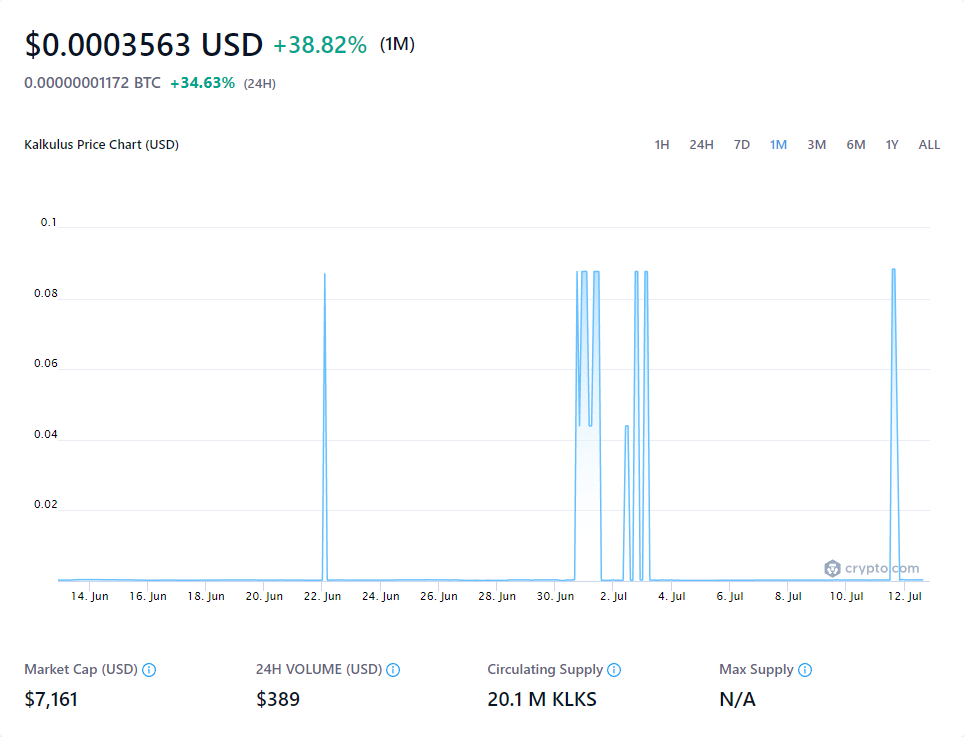 $0.0003563 USD +38.82% (1M)
0.00000001172 BTC +34.63% (24H)
Kalkulus Price Chart (USD) 1H 24H 7D 1M 3M 6M 1Y ALL
0.1
0.08
0.06
0.04
0.02
crypto.com
14. Jun 16. Jun 18. Jun 20. Jun 22. Jun 24. Jun 26. Jun 28. Jun 30. Jun 2. Jul 4. Jul 6. Jul 8. Jul 10. Jul 12. Jul
Market Cap (USD) 24H VOLUME (USD) Circulating Supply Max Supply
$7,161 $389 20.1 M KLKS N/A